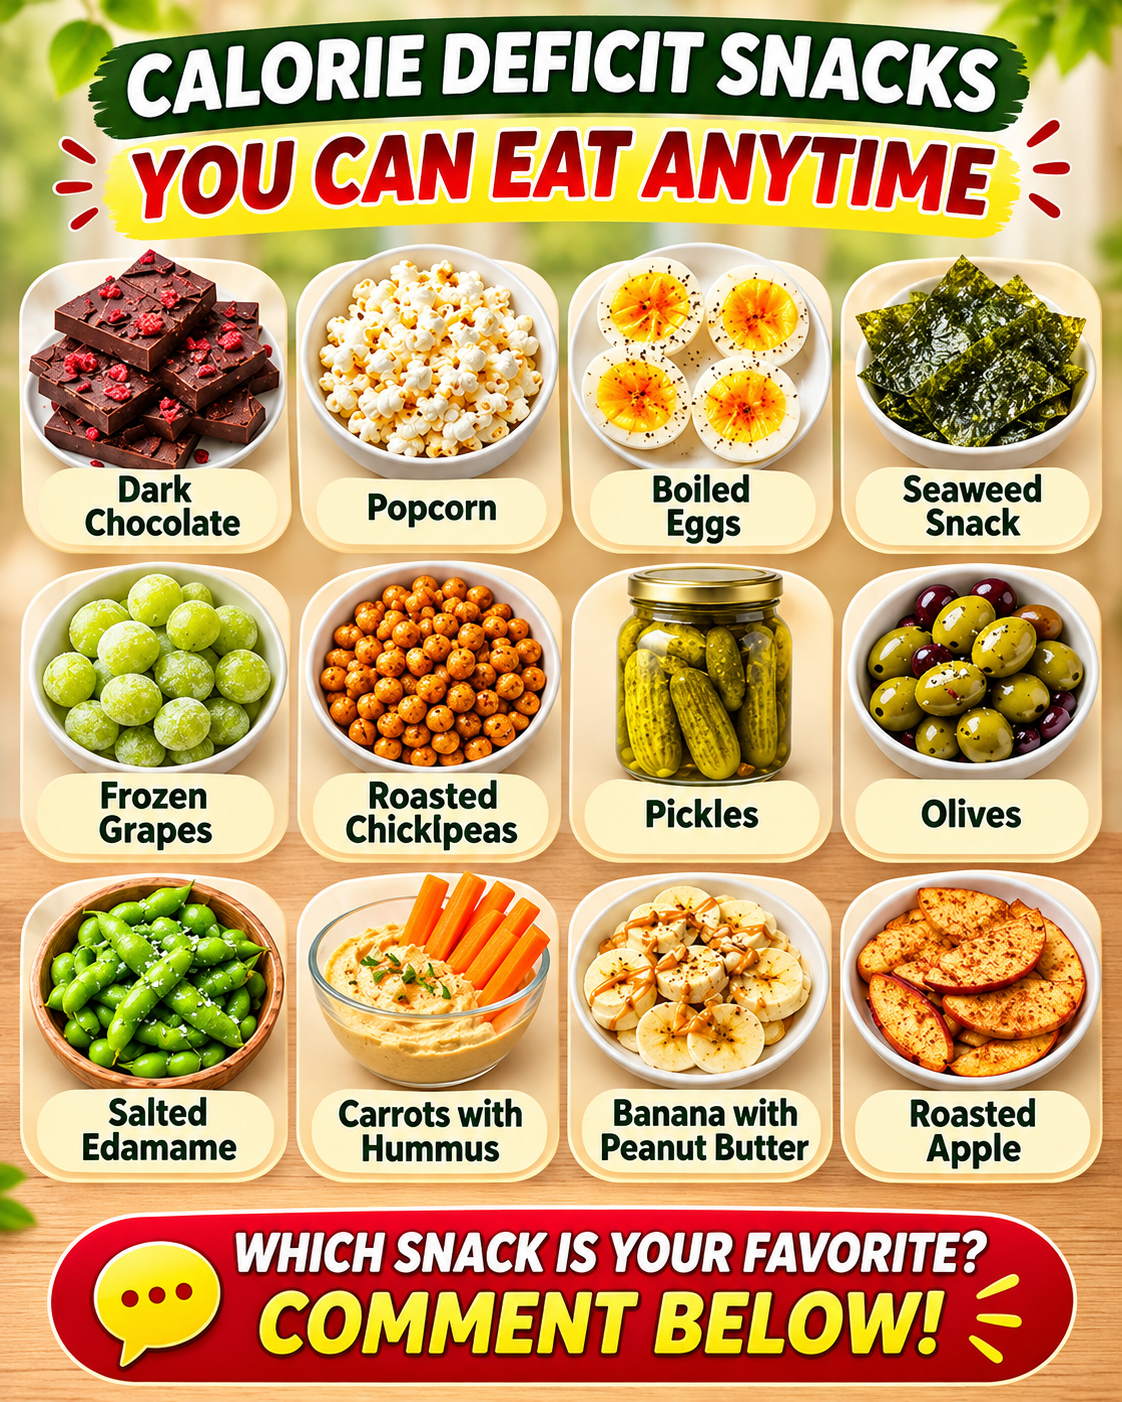 CALORIE DEFICIT SNACKS
YOU CAN EAT ANYTIME
Dark
Chocolate
Popcorn
Boiled
Eggs
Seaweed
Snack
Frozen
Grapes
Roasted
Chicklpeas
Pickles
Olives
Salted
Edamame
Carrots with
Hummus
Banana with
Peanut Butter
Roasted
Apple
WHICH SNACK IS YOUR FAVORITE?
COMMENT BELOW!